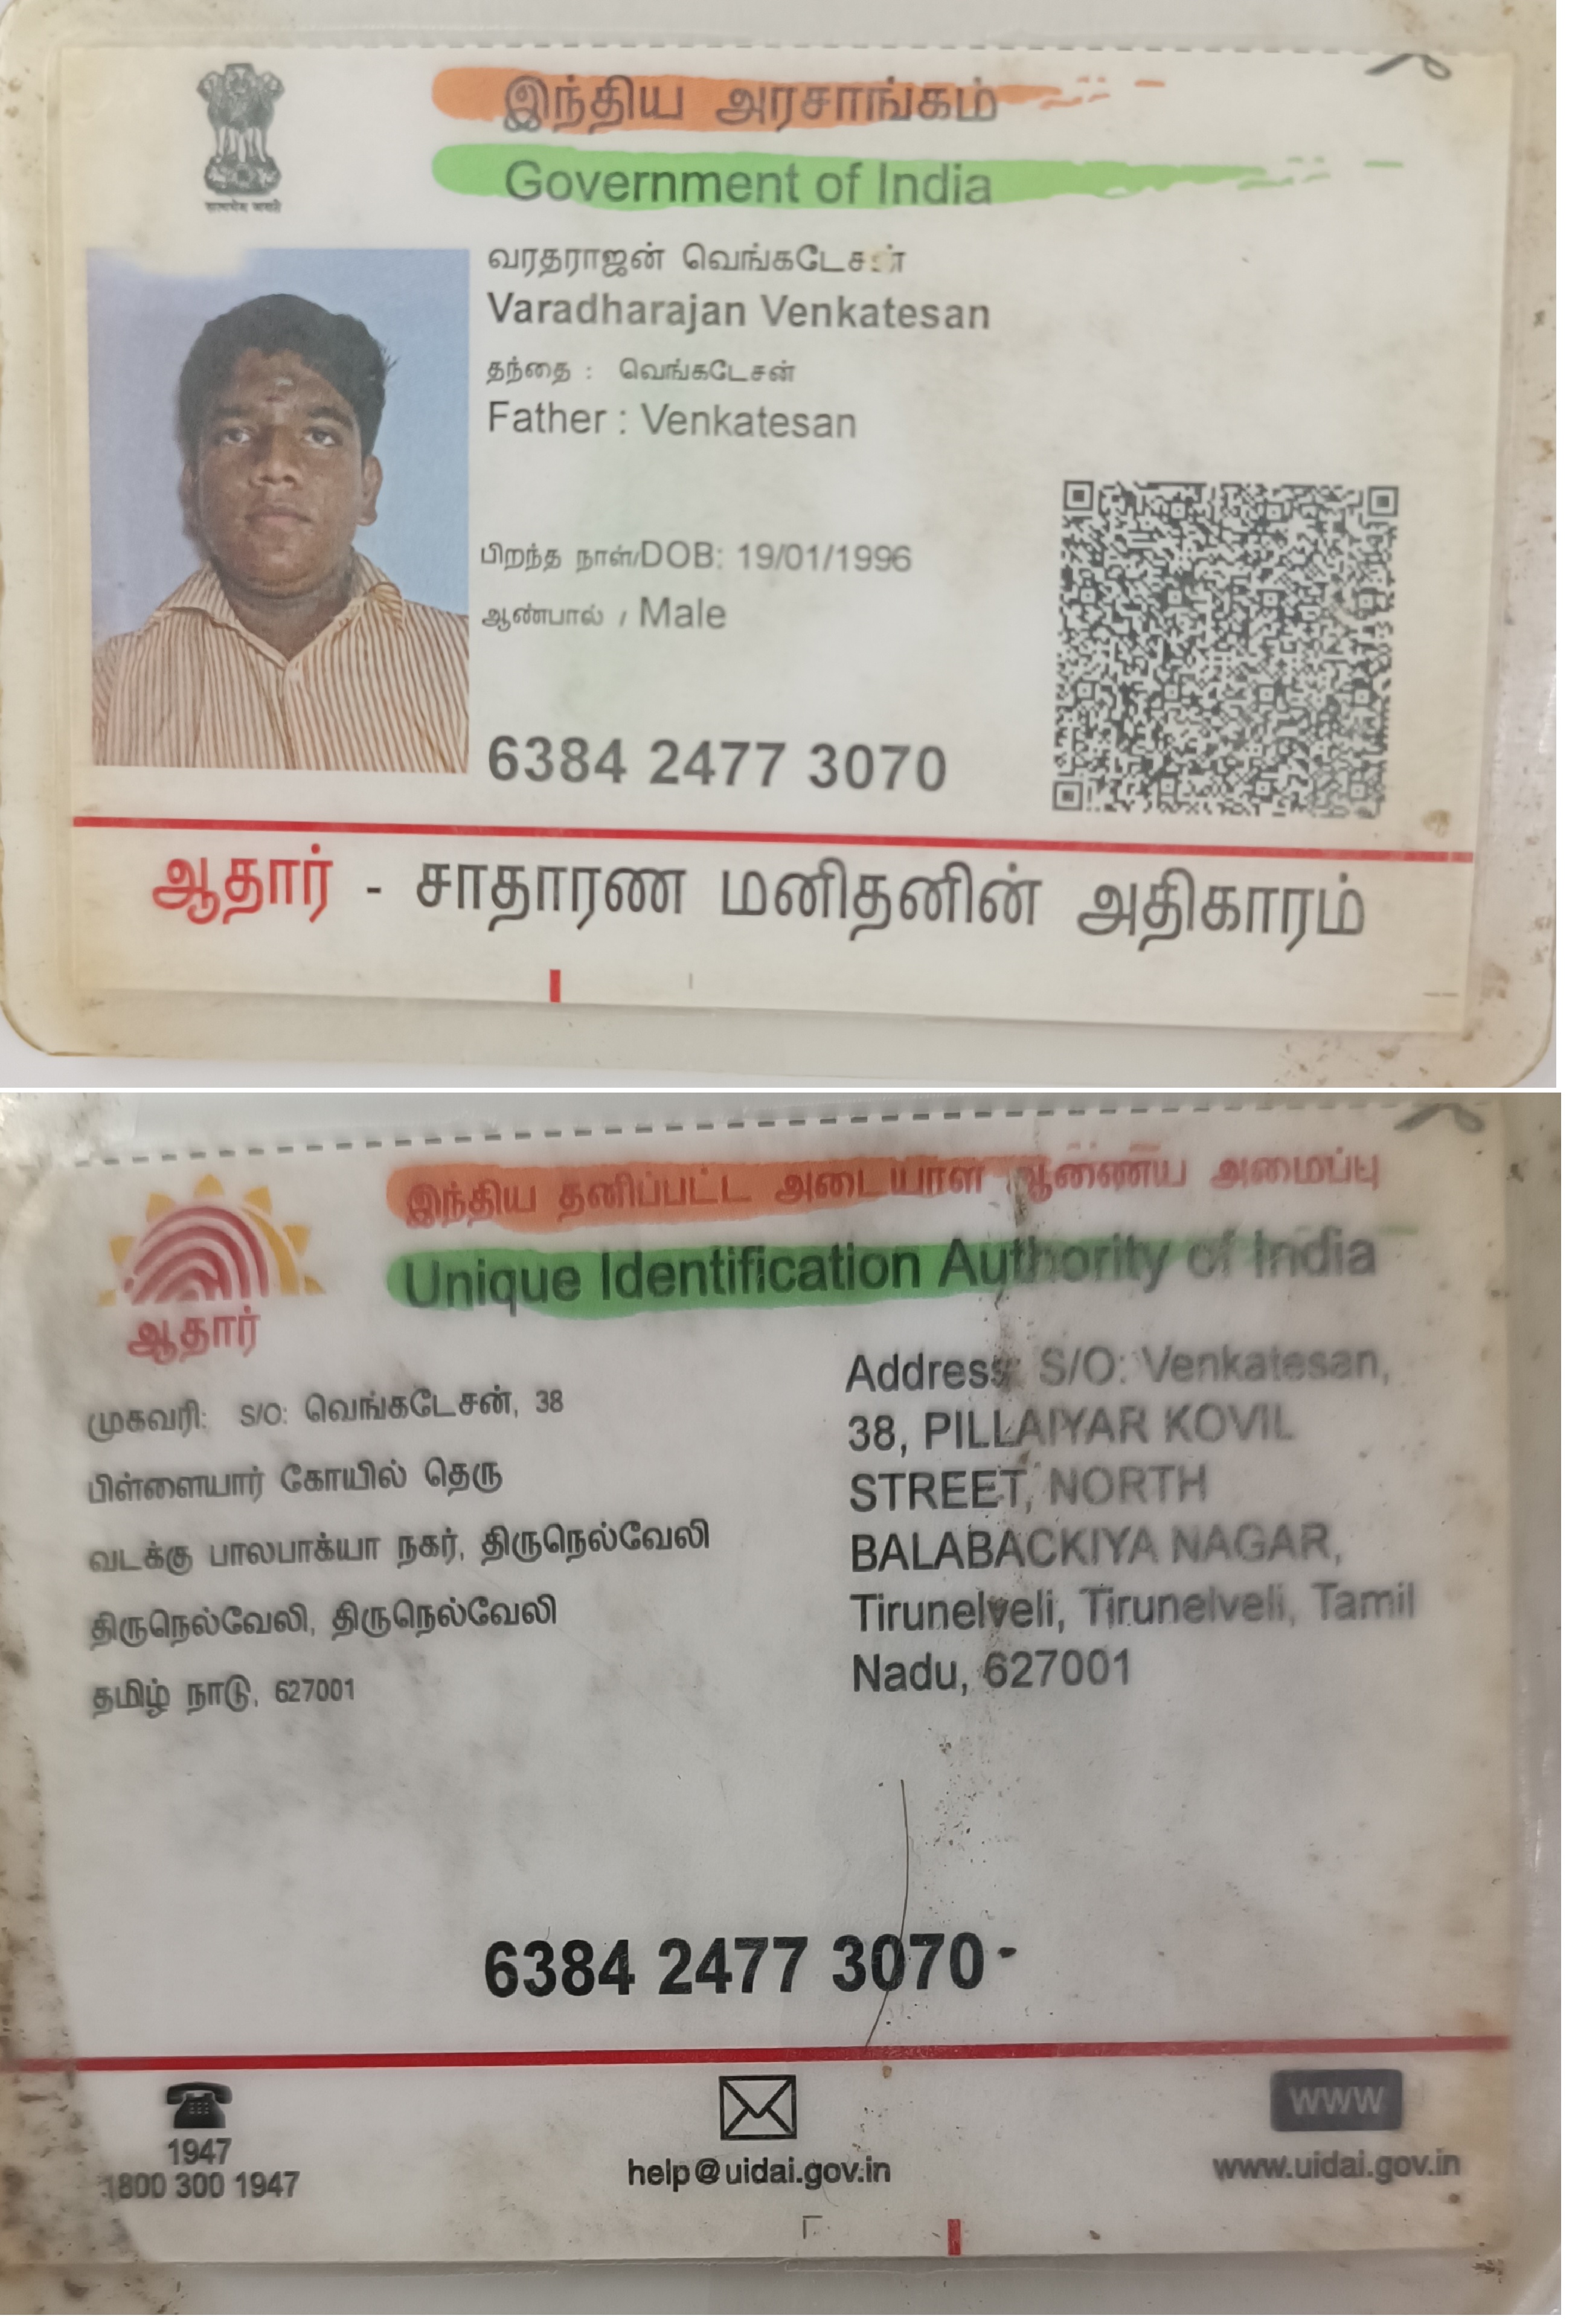 இந்திய அரசாங்கம்
Government of India
வரதராஜன் வெங்கடேசன்
Varadharajan Venkatesan
தந்தை : வெங்கடேசன்
Father : Venkatesan
பிறந்த நாள்/DOB: 19/01/1996
ஆண்பால் / Male
6384 2477 3070
ஆதார் - சாதாரண மனிதனின் அதிகாரம்
இந்திய தனிப்பட்ட அடையாள ஆணைய அமைப்பு
Unique Identification Authority of India
ஆதார்
முகவரி: S/O: வெங்கடேசன், 38
பிள்ளையார் கோயில் தெரு
வடக்கு பாலபாக்யா நகர், திருநெல்வேலி
திருநெல்வேலி, திருநெல்வேலி
தமிழ் நாடு, 627001
Address: S/O: Venkatesan,
38, PILLAIYAR KOVIL
STREET, NORTH
BALABACKIYA NAGAR,
Tirunelveli, Tirunelveli, Tamil
Nadu, 627001
6384 2477 3070
1947
1800 300 1947
help@uidai.gov.in
www
www.uidai.gov.in